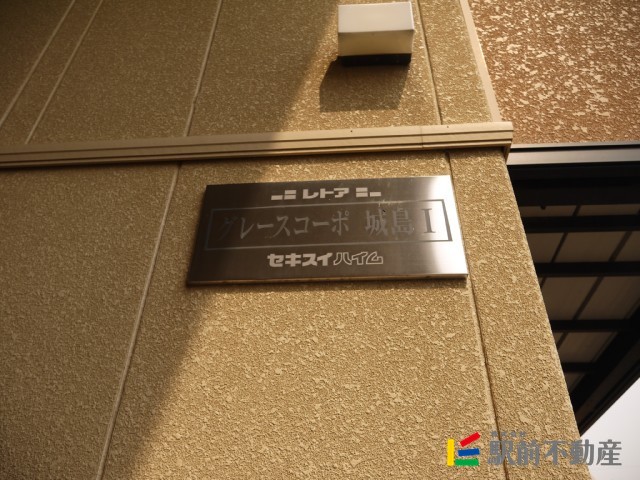 レトア
グレースコーポ 城島 I
セキスイハイム
駅前不動産